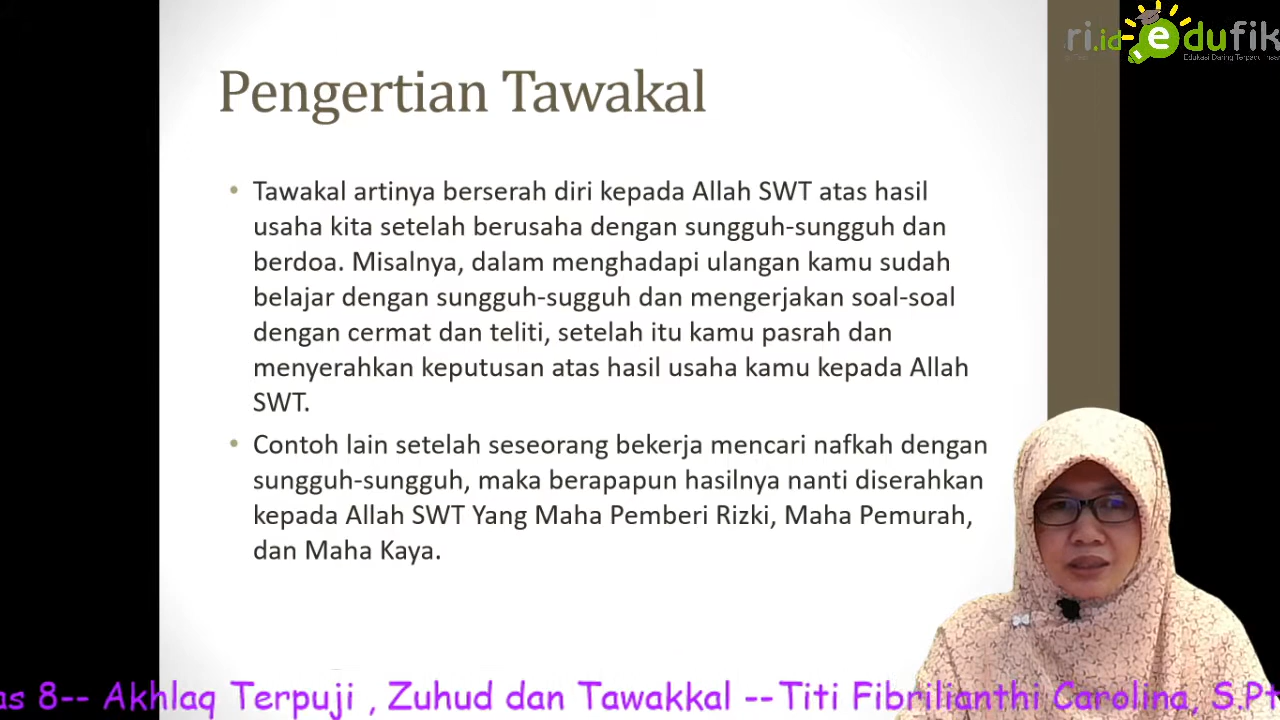 ri.id edufik
Edukasi Daring Terpadu
Pengertian Tawakal
• Tawakal artinya berserah diri kepada Allah SWT atas hasil
usaha kita setelah berusaha dengan sungguh-sungguh dan
berdoa. Misalnya, dalam menghadapi ulangan kamu sudah
belajar dengan sungguh-sugguh dan mengerjakan soal-soal
dengan cermat dan teliti, setelah itu kamu pasrah dan
menyerahkan keputusan atas hasil usaha kamu kepada Allah
SWT.
• Contoh lain setelah seseorang bekerja mencari nafkah dengan
sungguh-sungguh, maka berapapun hasilnya nanti diserahkan
kepada Allah SWT Yang Maha Pemberi Rizki, Maha Pemurah,
dan Maha Kaya.
as 8-- Akhlaq Terpuji , Zuhud dan Tawakkal --Titi Fibrilianthi Carolina, S.Pt